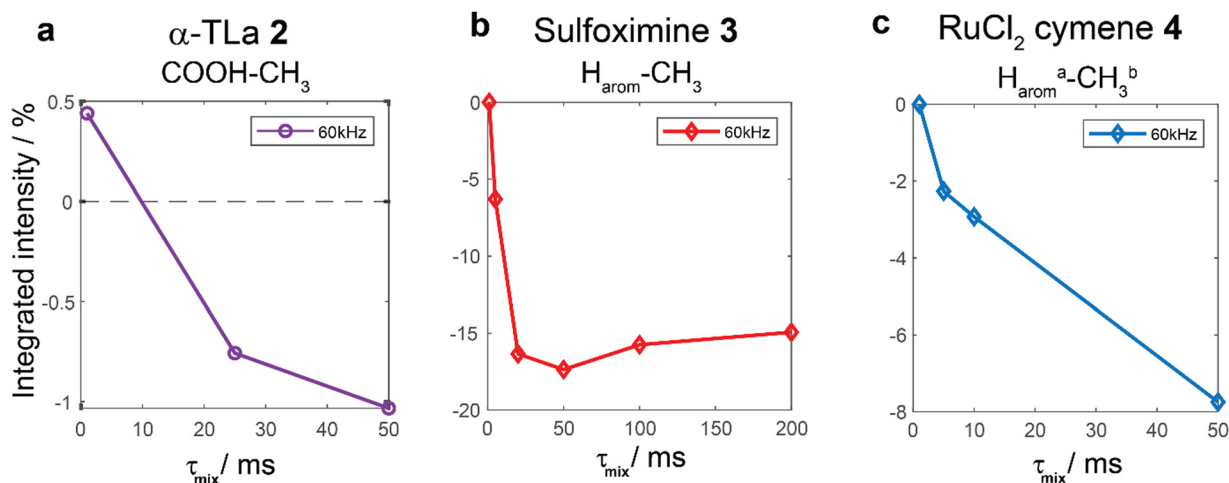 a
α-TLa 2
COOH-CH₃
Integrated intensity / %
0.5
0
-0.5
-1
60kHz
0 10 20 30 40 50
τmix/ ms
b
Sulfoximine 3
Harom-CH₃
0
-5
-10
-15
-20
60kHz
0 50 100 150 200
τmix/ ms
c
RuCl₂ cymene 4
Haromᵃ-CH₃ᵇ
0
-2
-4
-6
-8
60kHz
0 10 20 30 40 50
τmix/ ms